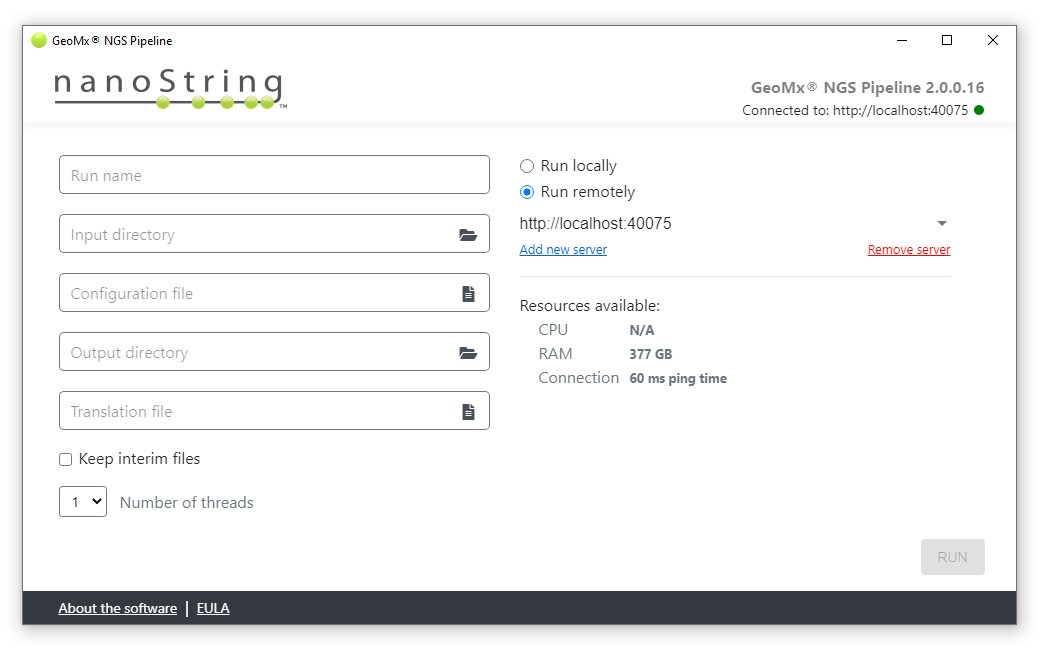 GeoMx® NGS Pipeline
nanoString™
GeoMx® NGS Pipeline 2.0.0.16
Connected to: http://localhost:40075
Run name
Input directory
Configuration file
Output directory
Translation file
Keep interim files
1 Number of threads
Run locally
Run remotely
http://localhost:40075
Add new server Remove server
Resources available:
CPU N/A
RAM 377 GB
Connection 60 ms ping time
RUN
About the software | EULA